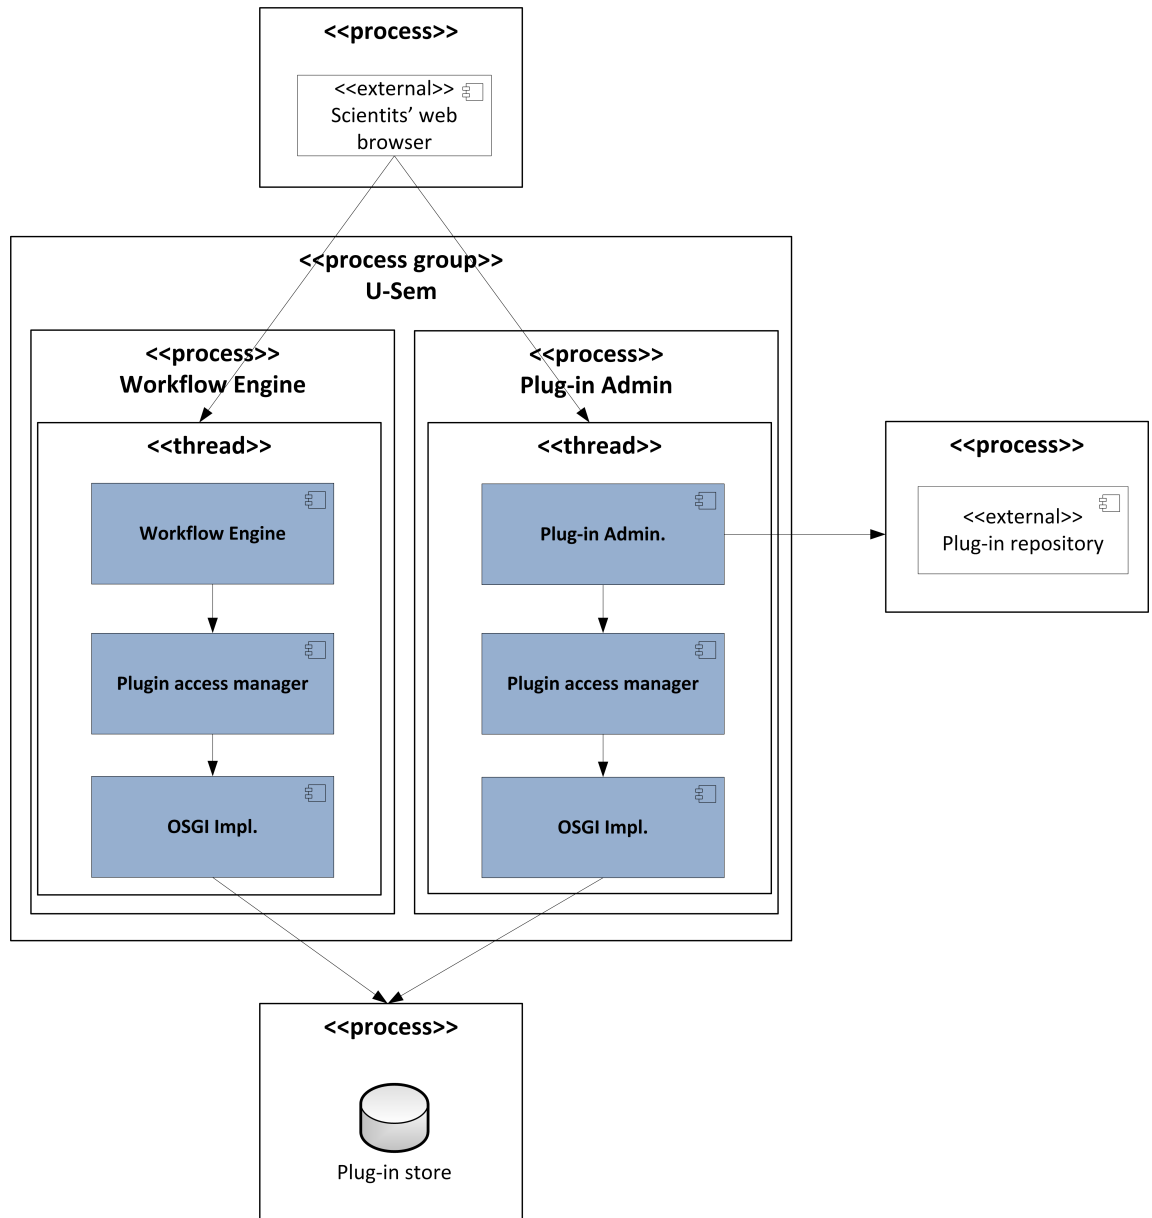 <<process>>
<<external>>
Scientits’ web
browser
<<process group>>
U-Sem
<<process>>
Workflow Engine
<<thread>>
Workflow Engine
Plugin access manager
OSGI Impl.
<<process>>
Plug-in Admin
<<thread>>
Plug-in Admin.
Plugin access manager
OSGI Impl.
<<process>>
<<external>>
Plug-in repository
<<process>>
Plug-in store